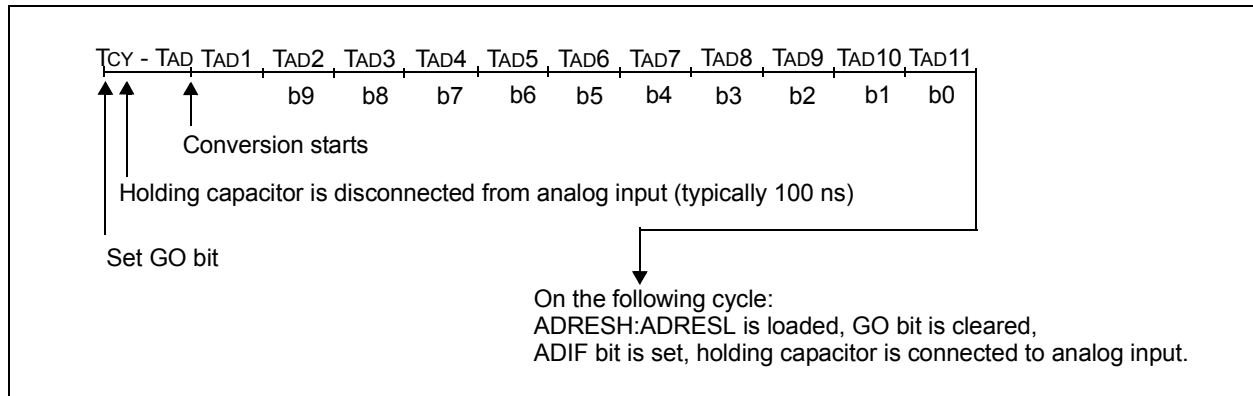 TCY - TAD TAD1 TAD2 TAD3 TAD4 TAD5 TAD6 TAD7 TAD8 TAD9 TAD10 TAD11
b9 b8 b7 b6 b5 b4 b3 b2 b1 b0
Conversion starts
Holding capacitor is disconnected from analog input (typically 100 ns)
Set GO bit
On the following cycle:
ADRESH:ADRESL is loaded, GO bit is cleared,
ADIF bit is set, holding capacitor is connected to analog input.